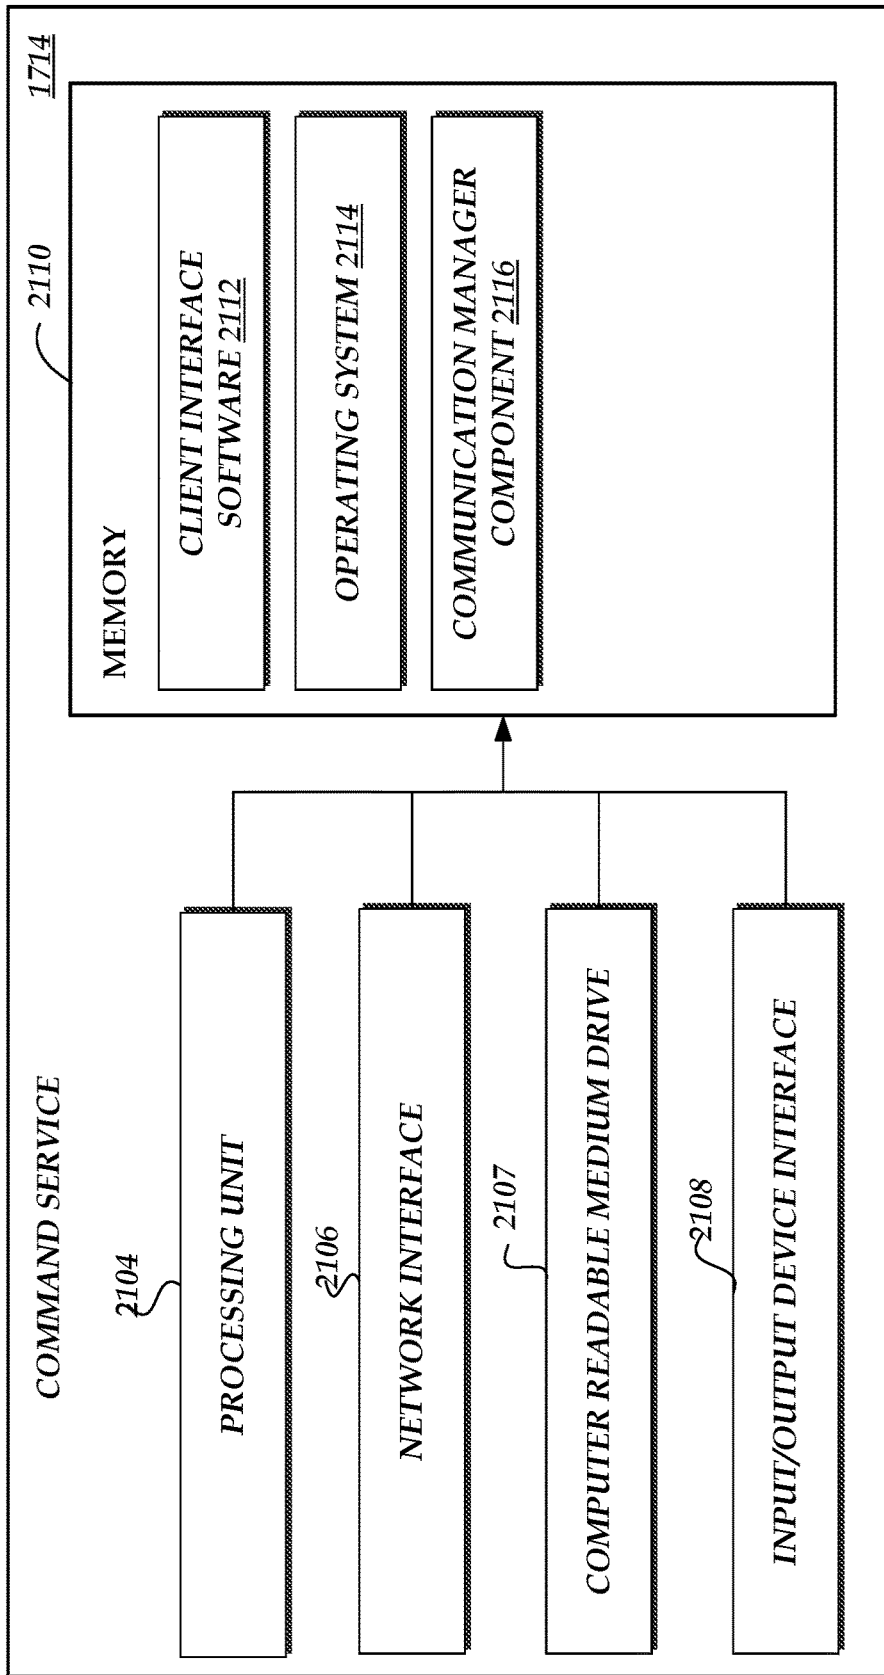 COMMAND SERVICE
1714
2104
PROCESSING UNIT
2106
NETWORK INTERFACE
2107
COMPUTER READABLE MEDIUM DRIVE
2108
INPUT/OUTPUT DEVICE INTERFACE
2110
MEMORY
CLIENT INTERFACE
SOFTWARE 2112
OPERATING SYSTEM 2114
COMMUNICATION MANAGER
COMPONENT 2116